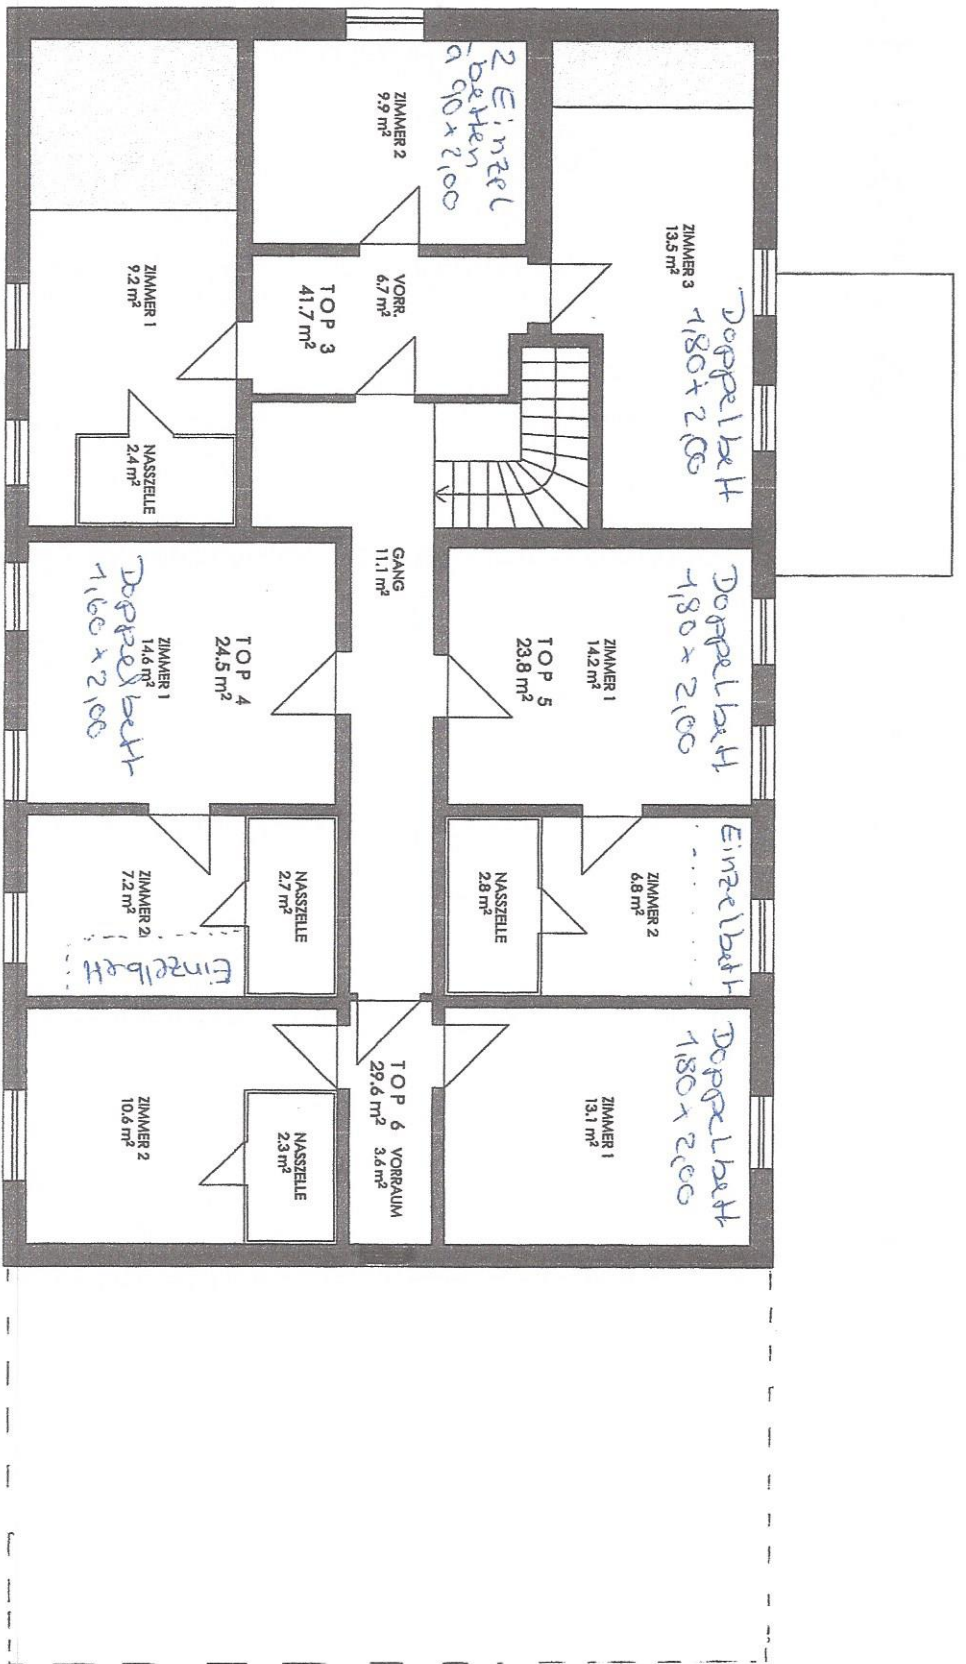 2 Einzel
betten
à 90 x 2,00
ZIMMER 2
9.9 m²
ZIMMER 3
13.5 m²
Doppelbett
1,80 x 2,00
VORR.
6.7 m²
TOP 3
41.7 m²
ZIMMER 1
9.2 m²
NASSZELLE
2.4 m²
GANG
11.1 m²
Doppelbett
1,80 x 2,00
ZIMMER 1
14.2 m²
TOP 5
23.8 m²
TOP 4
24.5 m²
ZIMMER 1
14.6 m²
Doppelbett
1,60 x 2,00
Einzelbett
ZIMMER 2
6.8 m²
NASSZELLE
2.8 m²
NASSZELLE
2.7 m²
ZIMMER 2
7.2 m²
Einzelbett
Doppelbett
1,80 x 2,00
ZIMMER 1
13.1 m²
TOP 6 VORRAUM
29.6 m² 3.6 m²
NASSZELLE
2.3 m²
ZIMMER 2
10.6 m²